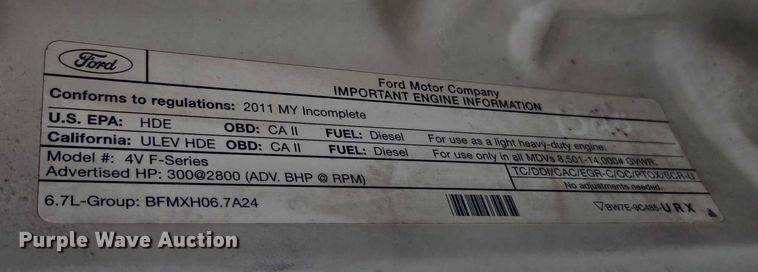 Ford
Ford Motor Company
IMPORTANT ENGINE INFORMATION
Conforms to regulations: 2011 MY Incomplete
U.S. EPA: HDE OBD: CA II FUEL: Diesel For use as a light heavy-duty engine.
California: ULEV HDE OBD: CA II FUEL: Diesel For use only in all MDVs 8,501-14,000# GVWR.
Model #: 4V F-Series
TC/DDI/CAC/EGR-C/OC/PTOX/SCR-U
Advertised HP: 300@2800 (ADV. BHP @ RPM)
No adjustments needed.
6.7L-Group: BFMXH06.7A24
BW7E-9C485-URX
Purple Wave Auction